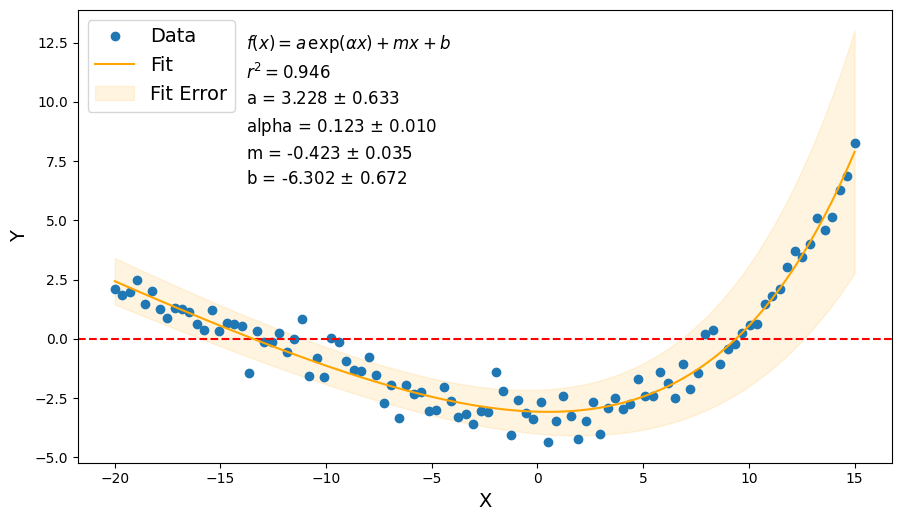 Data
Fit
Fit Error
f(x) = a exp(αx) + mx + b
r² = 0.946
a = 3.228 ± 0.633
alpha = 0.123 ± 0.010
m = -0.423 ± 0.035
b = -6.302 ± 0.672
12.5
10.0
7.5
5.0
2.5
0.0
−2.5
−5.0
Y
−20 −15 −10 −5 0 5 10 15
X